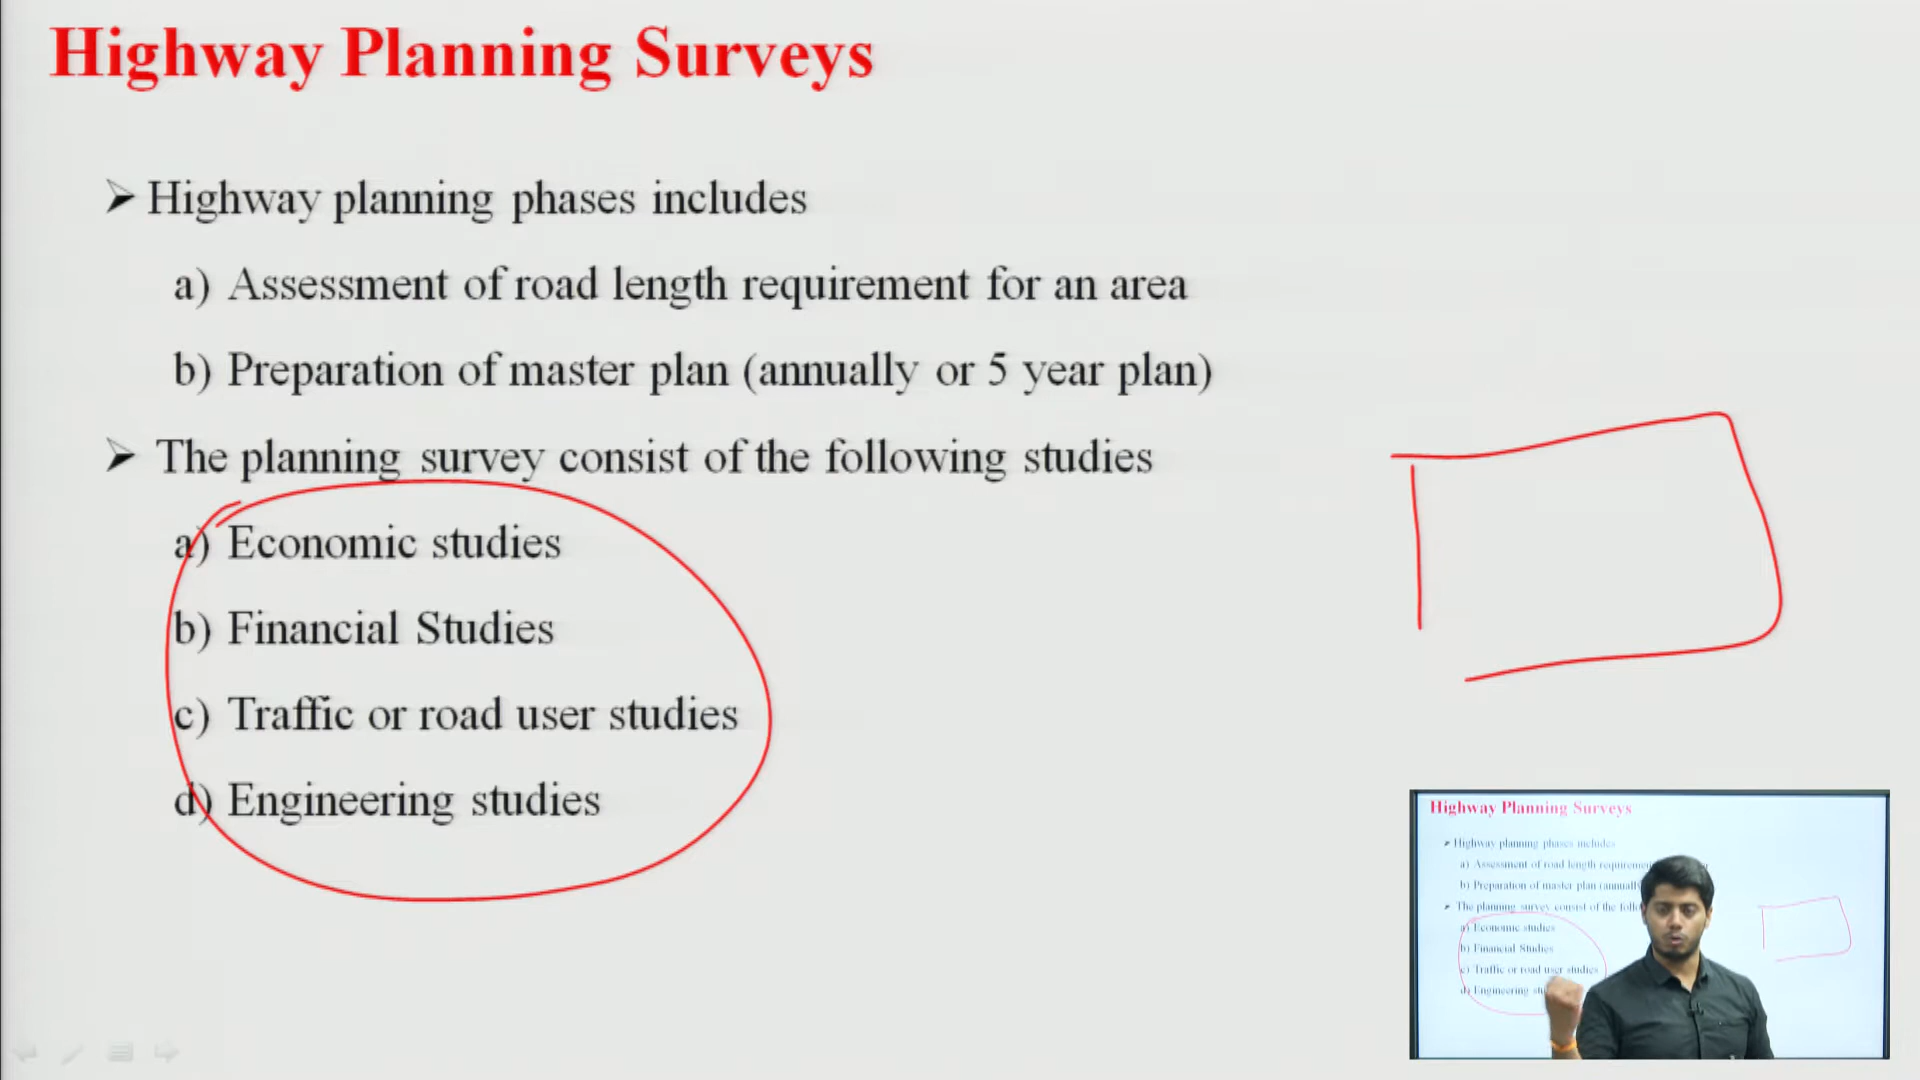 Highway Planning Surveys
➤ Highway planning phases includes
a) Assessment of road length requirement for an area
b) Preparation of master plan (annually or 5 year plan)
➤ The planning survey consist of the following studies
a) Economic studies
b) Financial Studies
c) Traffic or road user studies
d) Engineering studies
Highway Planning Surveys
➤ Highway planning phases includes
a) Assessment of road length requirement
b) Preparation of master plan (annually
➤ The planning survey consist of the
a) Economic studies
b) Financial Studies
c) Traffic or road user studies
d) Engineering